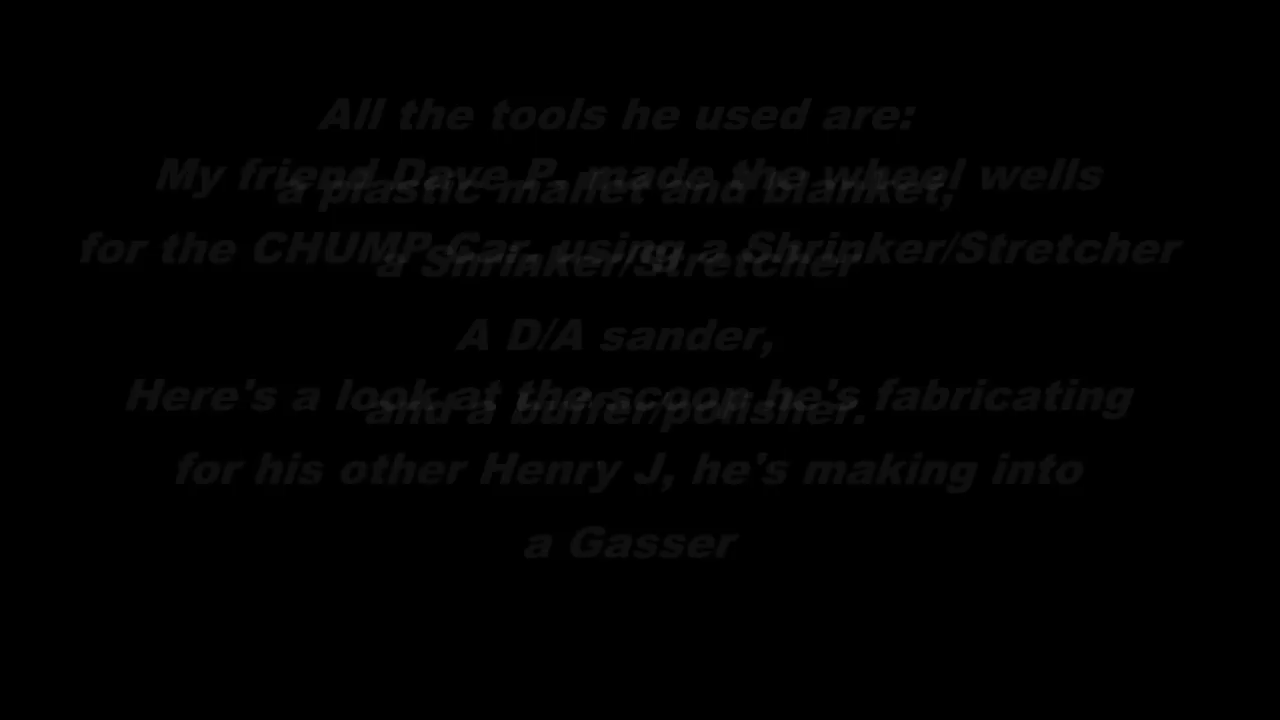 All the tools he used are:
My friend Dave P. made the wheel wells
a plastic mallet and blanket,
for the CHUMP Car, using a Shrinker/Stretcher
a Shrinker/Stretcher
A D/A sander,
Here's a look at the scoop he's fabricating
and a buffer/polisher.
for his other Henry J, he's making into
a Gasser